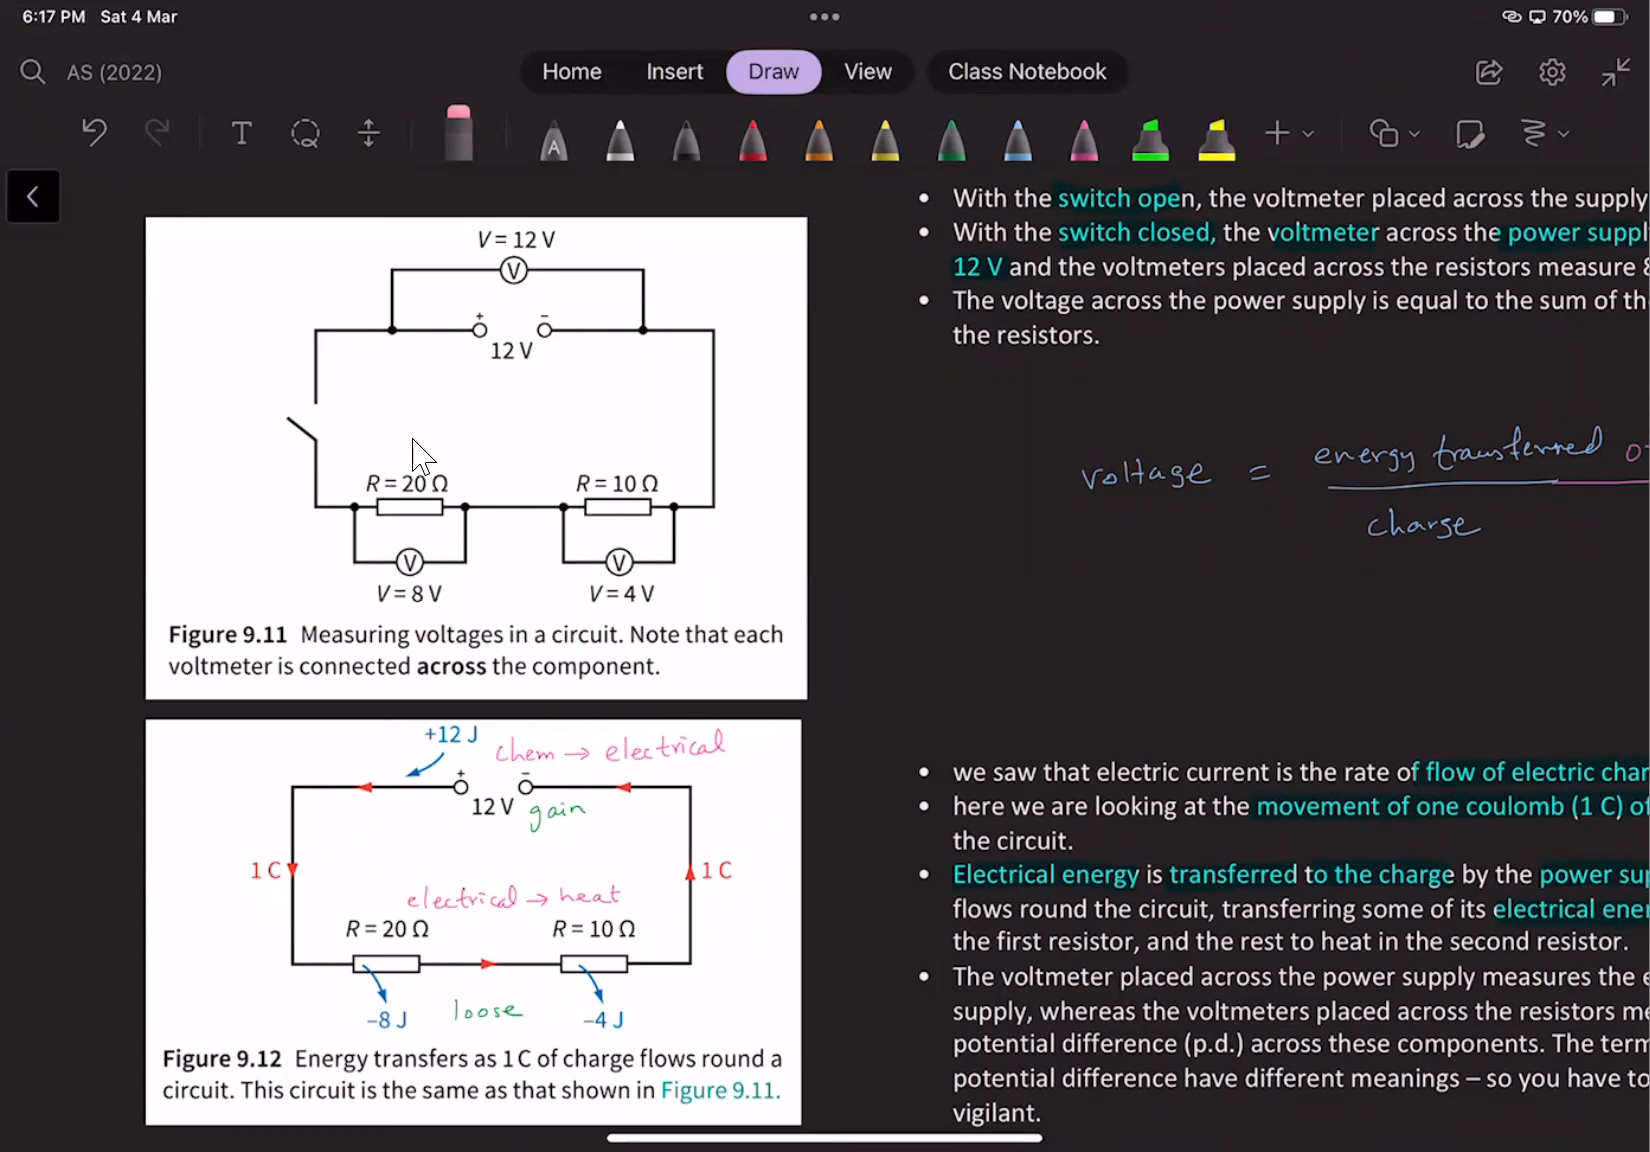 6:17 PM Sat 4 Mar
70%
AS (2022)
Home Insert Draw View Class Notebook
T
A
V = 12 V
V
+ −
12 V
R = 20 Ω R = 10 Ω
V V
V = 8 V V = 4 V
Figure 9.11 Measuring voltages in a circuit. Note that each
voltmeter is connected across the component.
+12 J chem → electrical
+ −
12 V gain
1 C 1 C
electrical → heat
R = 20 Ω R = 10 Ω
−8 J loose −4 J
Figure 9.12 Energy transfers as 1 C of charge flows round a
circuit. This circuit is the same as that shown in Figure 9.11.
• With the switch open, the voltmeter placed across the supply
• With the switch closed, the voltmeter across the power suppl
12 V and the voltmeters placed across the resistors measure
• The voltage across the power supply is equal to the sum of th
the resistors.
voltage = energy transferred
charge
• we saw that electric current is the rate of flow of electric char
• here we are looking at the movement of one coulomb (1 C) o
the circuit.
• Electrical energy is transferred to the charge by the power su
flows round the circuit, transferring some of its electrical ene
the first resistor, and the rest to heat in the second resistor.
• The voltmeter placed across the power supply measures the
supply, whereas the voltmeters placed across the resistors me
potential difference (p.d.) across these components. The term
potential difference have different meanings – so you have to
vigilant.